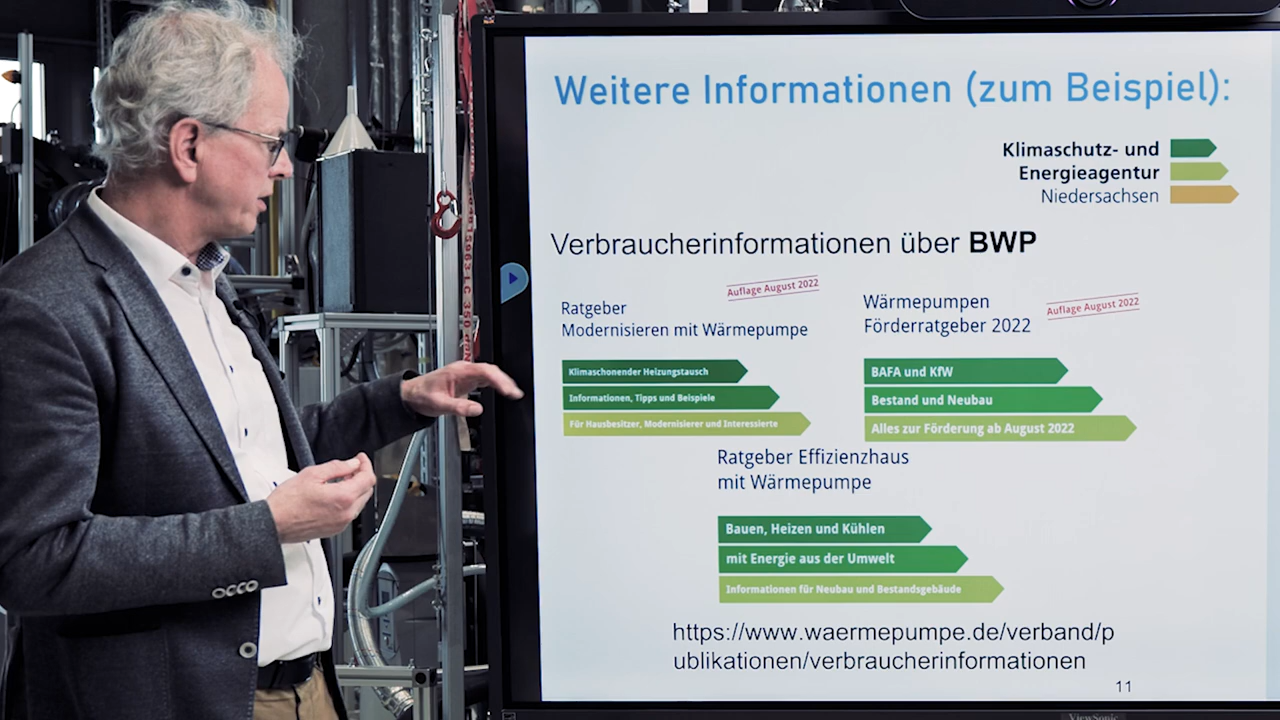 Weitere Informationen (zum Beispiel):
Klimaschutz- und
Energieagentur
Niedersachsen
Verbraucherinformationen über BWP
Auflage August 2022
Ratgeber
Modernisieren mit Wärmepumpe
Klimaschonender Heizungstausch
Informationen, Tipps und Beispiele
Für Hausbesitzer, Modernisierer und Interessierte
Wärmepumpen
Förderratgeber 2022
Auflage August 2022
BAFA und KfW
Bestand und Neubau
Alles zur Förderung ab August 2022
Ratgeber Effizienzhaus
mit Wärmepumpe
Bauen, Heizen und Kühlen
mit Energie aus der Umwelt
Informationen für Neubau und Bestandsgebäude
https://www.waermepumpe.de/verband/p
ublikationen/verbraucherinformationen
11
ViewSonic